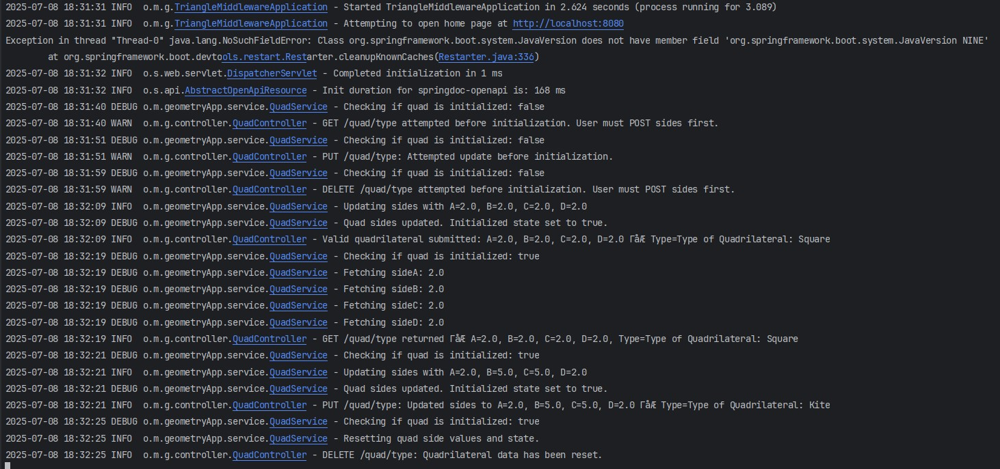 2025-07-08 18:31:31 INFO  o.m.g.TriangleMiddlewareApplication - Started TriangleMiddlewareApplication in 2.624 seconds (process running for 3.089)
2025-07-08 18:31:31 INFO  o.m.g.TriangleMiddlewareApplication - Attempting to open home page at http://localhost:8080
Exception in thread "Thread-0" java.lang.NoSuchFieldError: Class org.springframework.boot.system.JavaVersion does not have member field 'org.springframework.boot.system.JavaVersion NINE'
        at org.springframework.boot.devtools.restart.Restarter.cleanupKnownCaches(Restarter.java:336)
2025-07-08 18:31:32 INFO  o.s.web.servlet.DispatcherServlet - Completed initialization in 1 ms
2025-07-08 18:31:32 INFO  o.s.api.AbstractOpenApiResource - Init duration for springdoc-openapi is: 168 ms
2025-07-08 18:31:40 DEBUG o.m.geometryApp.service.QuadService - Checking if quad is initialized: false
2025-07-08 18:31:40 WARN  o.m.g.controller.QuadController - GET /quad/type attempted before initialization. User must POST sides first.
2025-07-08 18:31:51 DEBUG o.m.geometryApp.service.QuadService - Checking if quad is initialized: false
2025-07-08 18:31:51 WARN  o.m.g.controller.QuadController - PUT /quad/type: Attempted update before initialization.
2025-07-08 18:31:59 DEBUG o.m.geometryApp.service.QuadService - Checking if quad is initialized: false
2025-07-08 18:31:59 WARN  o.m.g.controller.QuadController - DELETE /quad/type attempted before initialization. User must POST sides first.
2025-07-08 18:32:09 INFO  o.m.geometryApp.service.QuadService - Updating sides with A=2.0, B=2.0, C=2.0, D=2.0
2025-07-08 18:32:09 DEBUG o.m.geometryApp.service.QuadService - Quad sides updated. Initialized state set to true.
2025-07-08 18:32:09 INFO  o.m.g.controller.QuadController - Valid quadrilateral submitted: A=2.0, B=2.0, C=2.0, D=2.0 ΓåÆ Type=Type of Quadrilateral: Square
2025-07-08 18:32:19 DEBUG o.m.geometryApp.service.QuadService - Checking if quad is initialized: true
2025-07-08 18:32:19 DEBUG o.m.geometryApp.service.QuadService - Fetching sideA: 2.0
2025-07-08 18:32:19 DEBUG o.m.geometryApp.service.QuadService - Fetching sideB: 2.0
2025-07-08 18:32:19 DEBUG o.m.geometryApp.service.QuadService - Fetching sideC: 2.0
2025-07-08 18:32:19 DEBUG o.m.geometryApp.service.QuadService - Fetching sideD: 2.0
2025-07-08 18:32:19 INFO  o.m.g.controller.QuadController - GET /quad/type returned ΓåÆ A=2.0, B=2.0, C=2.0, D=2.0, Type=Type of Quadrilateral: Square
2025-07-08 18:32:21 DEBUG o.m.geometryApp.service.QuadService - Checking if quad is initialized: true
2025-07-08 18:32:21 INFO  o.m.geometryApp.service.QuadService - Updating sides with A=2.0, B=5.0, C=5.0, D=2.0
2025-07-08 18:32:21 DEBUG o.m.geometryApp.service.QuadService - Quad sides updated. Initialized state set to true.
2025-07-08 18:32:21 INFO  o.m.g.controller.QuadController - PUT /quad/type: Updated sides to A=2.0, B=5.0, C=5.0, D=2.0 ΓåÆ Type=Type of Quadrilateral: Kite
2025-07-08 18:32:25 DEBUG o.m.geometryApp.service.QuadService - Checking if quad is initialized: true
2025-07-08 18:32:25 INFO  o.m.geometryApp.service.QuadService - Resetting quad side values and state.
2025-07-08 18:32:25 INFO  o.m.g.controller.QuadController - DELETE /quad/type: Quadrilateral data has been reset.